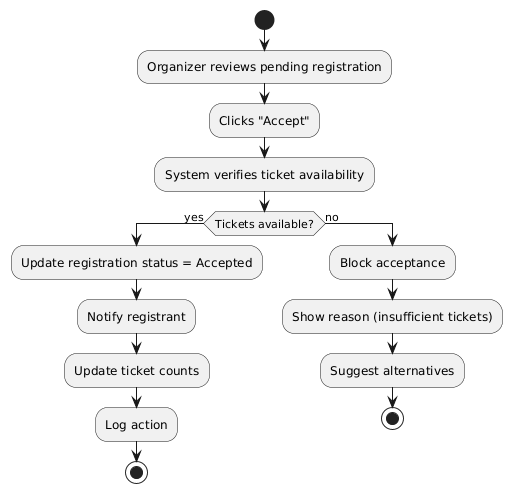 Organizer reviews pending registration
Clicks "Accept"
System verifies ticket availability
yes
Tickets available?
no
Update registration status = Accepted
Notify registrant
Update ticket counts
Log action
Block acceptance
Show reason (insufficient tickets)
Suggest alternatives